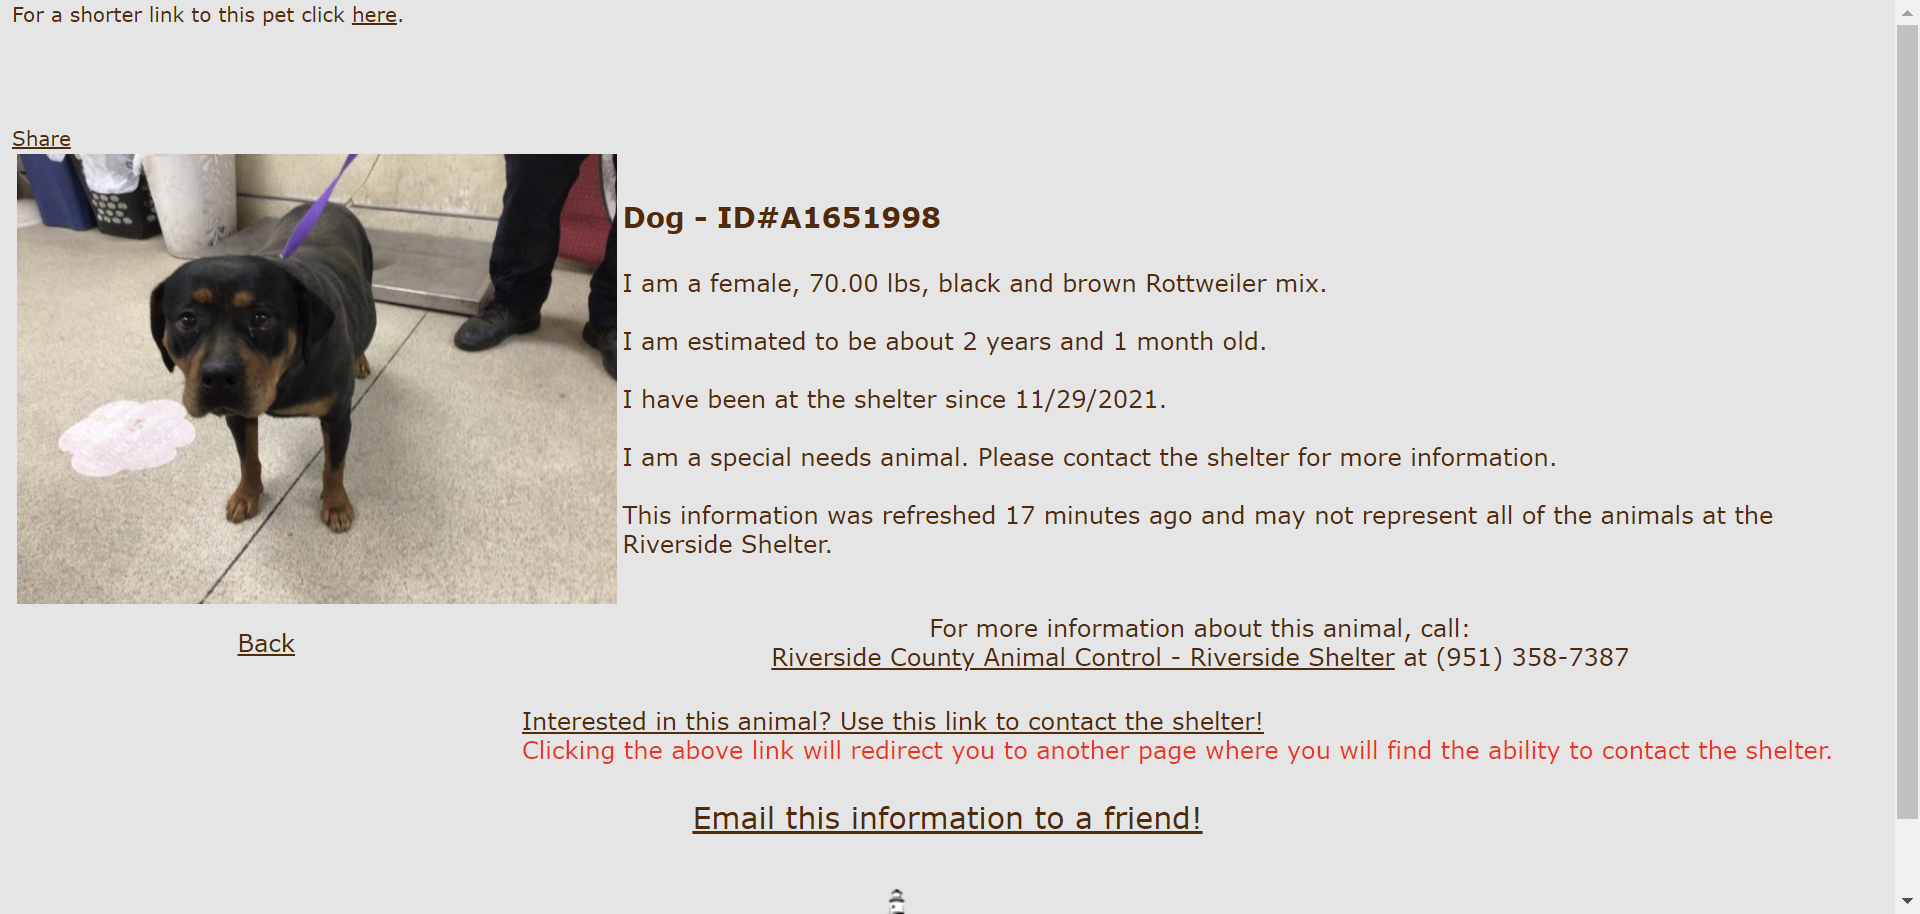 For a shorter link to this pet click here.
Share
Dog - ID#A1651998
I am a female, 70.00 lbs, black and brown Rottweiler mix.
I am estimated to be about 2 years and 1 month old.
I have been at the shelter since 11/29/2021.
I am a special needs animal. Please contact the shelter for more information.
This information was refreshed 17 minutes ago and may not represent all of the animals at the
Riverside Shelter.
Back
For more information about this animal, call:
Riverside County Animal Control - Riverside Shelter at (951) 358-7387
Interested in this animal? Use this link to contact the shelter!
Clicking the above link will redirect you to another page where you will find the ability to contact the shelter.
Email this information to a friend!